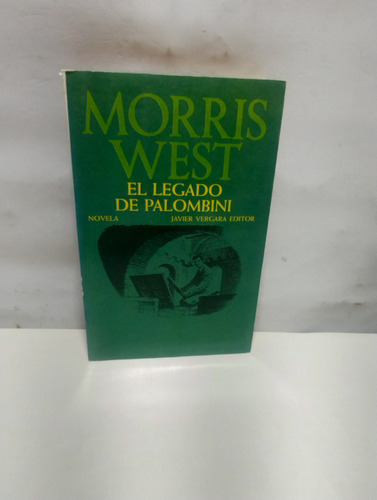 MORRIS
WEST
EL LEGADO
DE PALOMBINI
NOVELA JAVIER VERGARA EDITOR